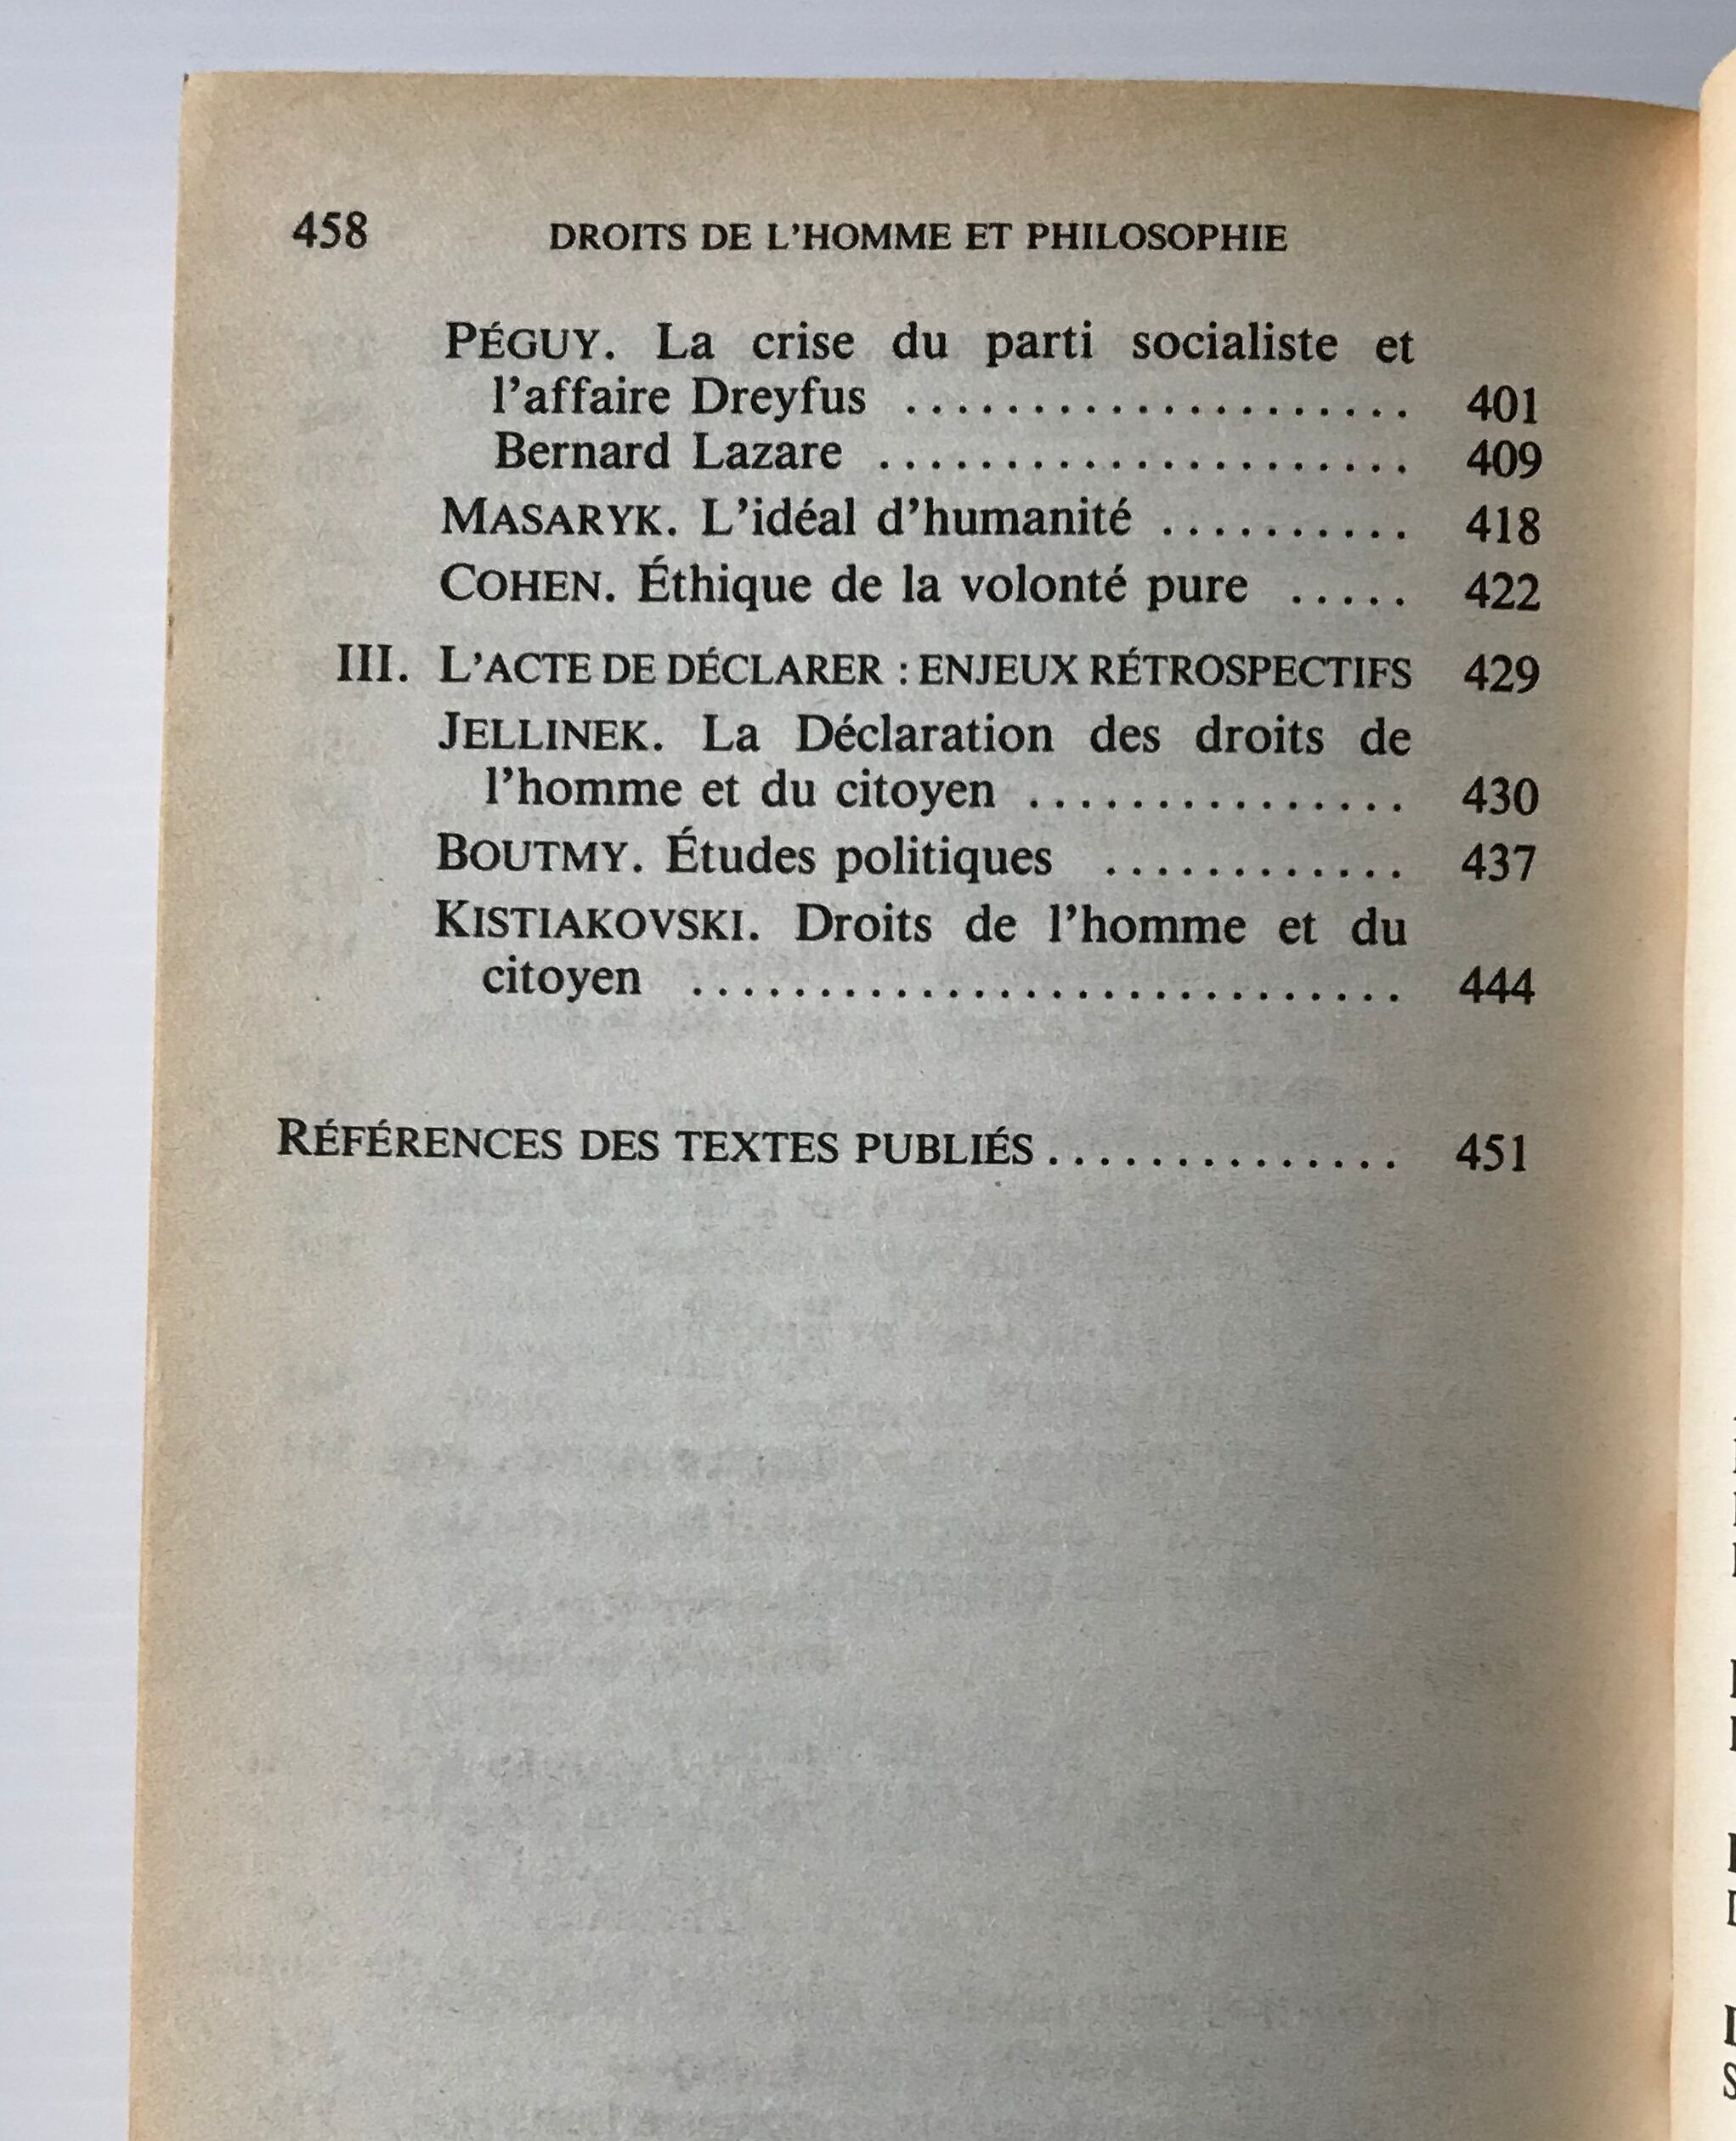 458 DROITS DE L'HOMME ET PHILOSOPHIE
PÉGUY. La crise du parti socialiste et
l'affaire Dreyfus .................... 401
Bernard Lazare ..................... 409
MASARYK. L'idéal d'humanité .......... 418
COHEN. Éthique de la volonté pure ..... 422
III. L'ACTE DE DÉCLARER : ENJEUX RÉTROSPECTIFS 429
JELLINEK. La Déclaration des droits de
l'homme et du citoyen ............... 430
BOUTMY. Études politiques ............ 437
KISTIAKOVSKI. Droits de l'homme et du
citoyen ............................. 444
RÉFÉRENCES DES TEXTES PUBLIÉS.............. 451